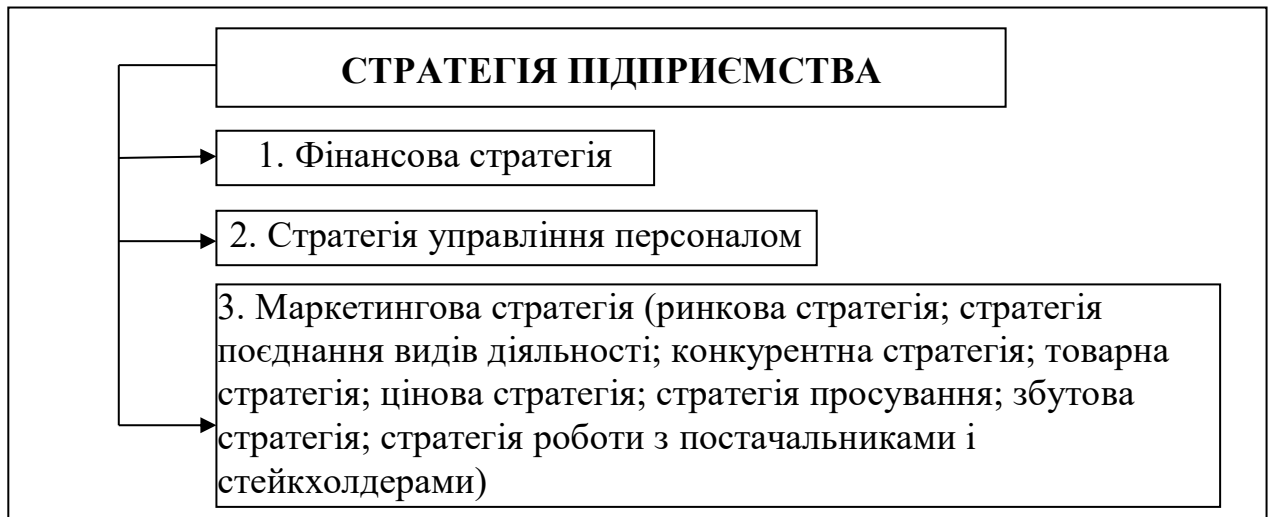 СТРАТЕГІЯ ПІДПРИЄМСТВА
1. Фінансова стратегія
2. Стратегія управління персоналом
3. Маркетингова стратегія (ринкова стратегія; стратегія
поєднання видів діяльності; конкурентна стратегія; товарна
стратегія; цінова стратегія; стратегія просування; збутова
стратегія; стратегія роботи з постачальниками і
стейкхолдерами)